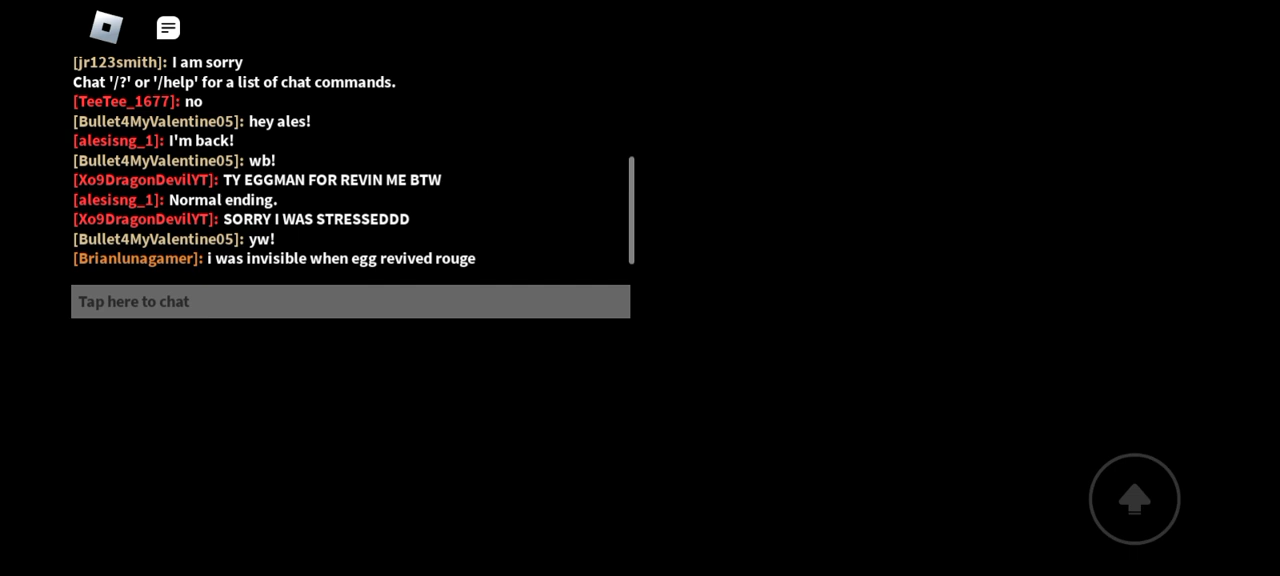 [jr123smith]: I am sorry
Chat '/?' or '/help' for a list of chat commands.
[TeeTee_1677]: no
[Bullet4MyValentine05]: hey ales!
[alesisng_1]: I'm back!
[Bullet4MyValentine05]: wb!
[Xo9DragonDevilYT]: TY EGGMAN FOR REVIN ME BTW
[alesisng_1]: Normal ending.
[Xo9DragonDevilYT]: SORRY I WAS STRESSEDDD
[Bullet4MyValentine05]: yw!
[Brianlunagamer]: i was invisible when egg revived rouge
Tap here to chat